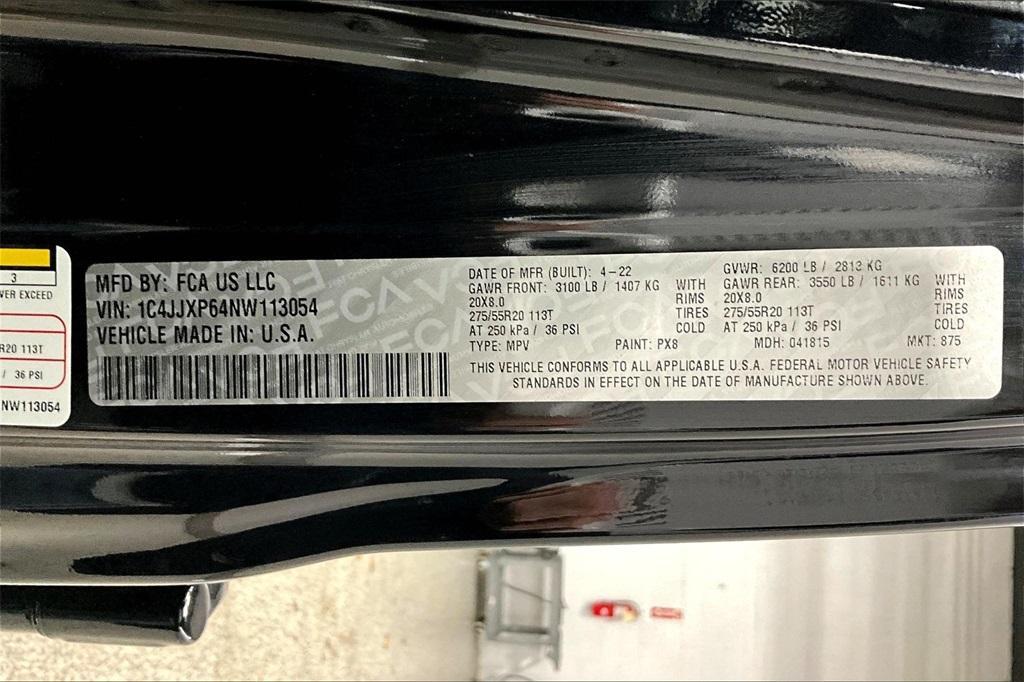 3
VER EXCEED
R20 113T
/ 36 PSI
NW113054
MFD BY: FCA US LLC
VIN: 1C4JJXP64NW113054
VEHICLE MADE IN: U.S.A.
DATE OF MFR (BUILT): 4-22
GAWR FRONT: 3100 LB / 1407 KG WITH
20X8.0 RIMS
275/55R20 113T TIRES
AT 250 kPa / 36 PSI COLD
TYPE: MPV PAINT: PX8
GVWR: 6200 LB / 2813 KG
GAWR REAR: 3550 LB / 1611 KG WITH
20X8.0 RIMS
275/55R20 113T TIRES
AT 250 kPa / 36 PSI COLD
MDH: 041815 MKT: 875
THIS VEHICLE CONFORMS TO ALL APPLICABLE U.S.A. FEDERAL MOTOR VEHICLE SAFETY
STANDARDS IN EFFECT ON THE DATE OF MANUFACTURE SHOWN ABOVE.